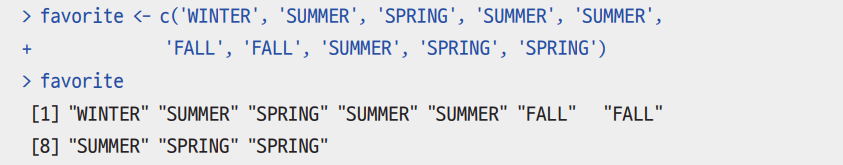 > favorite <- c('WINTER', 'SUMMER', 'SPRING', 'SUMMER', 'SUMMER',
+ 'FALL', 'FALL', 'SUMMER', 'SPRING', 'SPRING')
> favorite
[1] "WINTER" "SUMMER" "SPRING" "SUMMER" "SUMMER" "FALL" "FALL"
[8] "SUMMER" "SPRING" "SPRING"